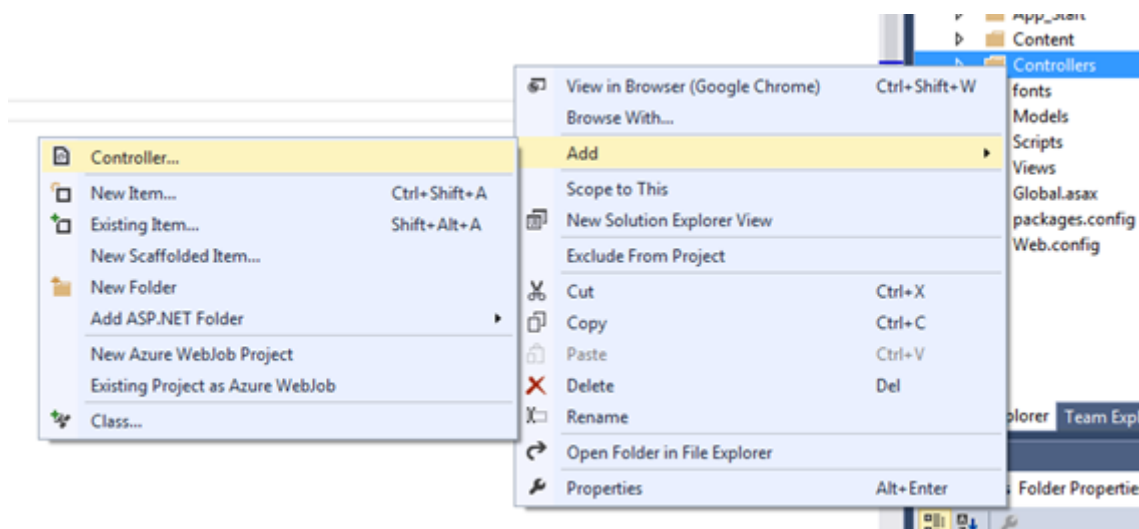 App_Start
Content
Controllers
fonts
Models
Scripts
Views
Global.asax
packages.config
Web.config
View in Browser (Google Chrome) Ctrl+Shift+W
Browse With...
Add
Scope to This
New Solution Explorer View
Exclude From Project
Cut Ctrl+X
Copy Ctrl+C
Paste Ctrl+V
Delete Del
Rename
Open Folder in File Explorer
Properties Alt+Enter
Controller...
New Item... Ctrl+Shift+A
Existing Item... Shift+Alt+A
New Scaffolded Item...
New Folder
Add ASP.NET Folder
New Azure WebJob Project
Existing Project as Azure WebJob
Class...
plorer Team Expl
Folder Propertie